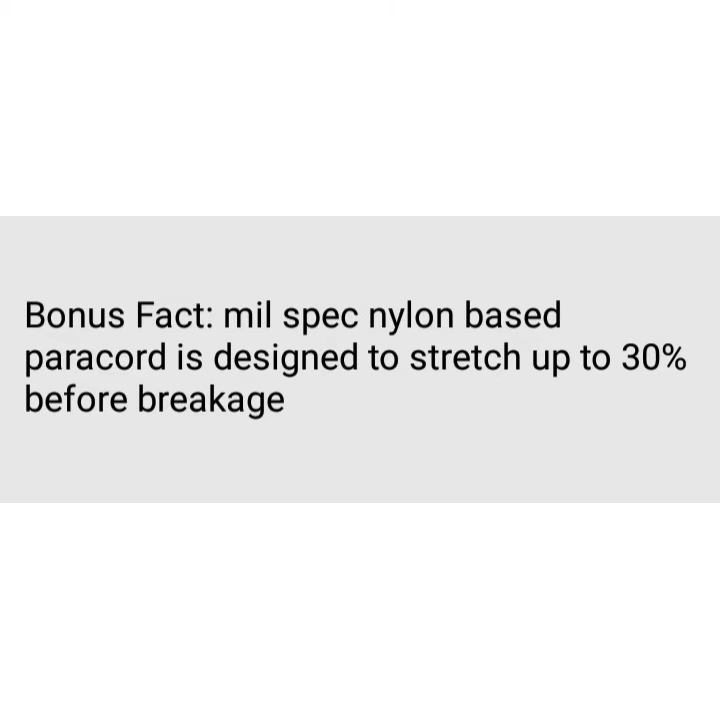 Bonus Fact: mil spec nylon based
paracord is designed to stretch up to 30%
before breakage